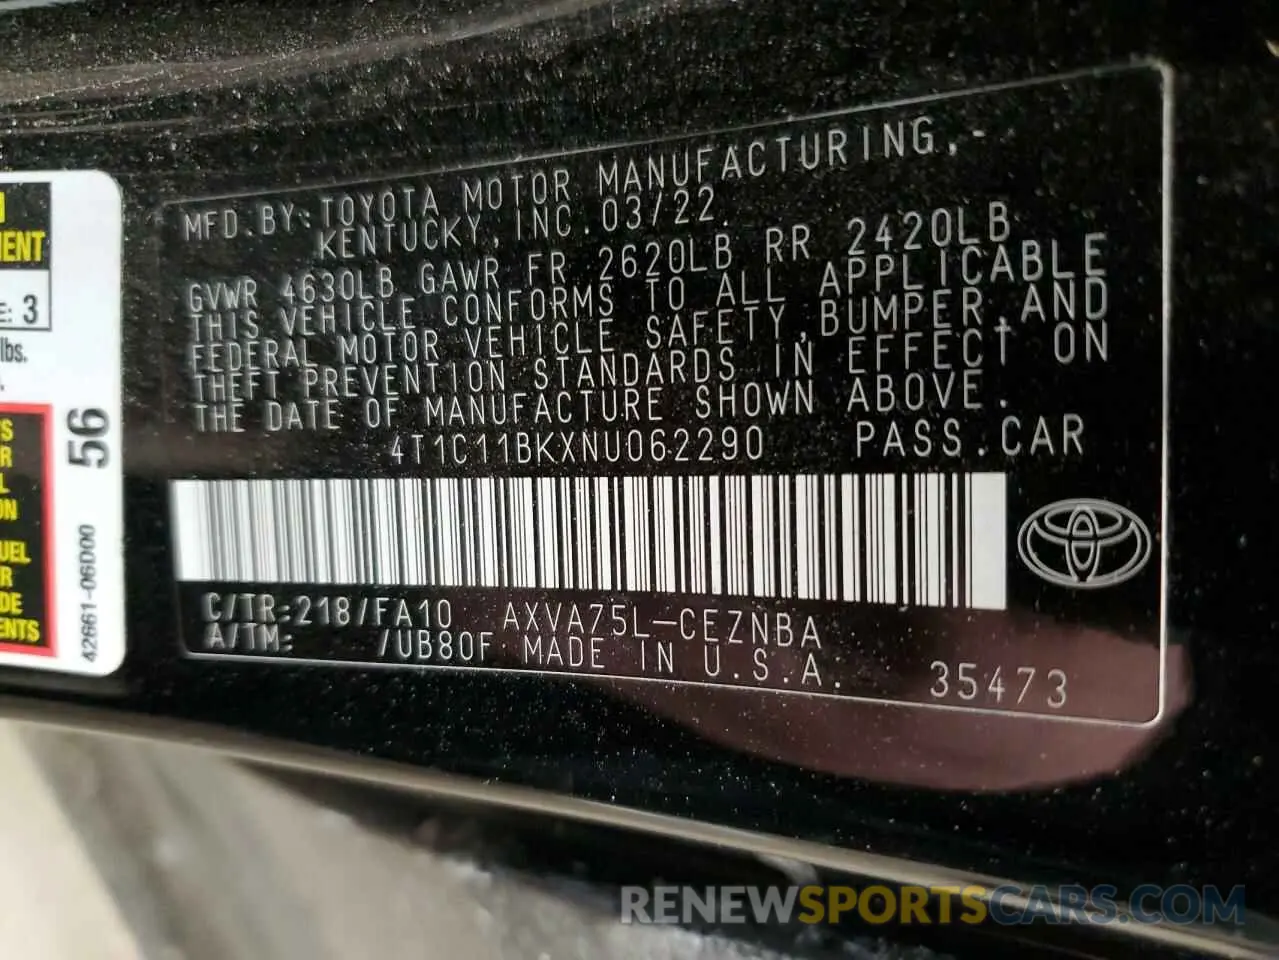 MFD.BY:TOYOTA MOTOR MANUFACTURING,-
KENTUCKY, INC.03/22
GVWR 4630LB GAWR FR 2620LB RR 2420LB
THIS VEHICLE CONFORMS TO ALL APPLICABLE
FEDERAL MOTOR VEHICLE SAFETY,BUMPER,AND
THEFT PREVENTION STANDARDS IN EFFECT ON
THE DATE OF MANUFACTURE SHOWN ABOVE.
4T1C11BKXNU062290 PASS.CAR
C/TR:218/FA10 AXVA75L-CEZNBA
A/TM: /UB80F MADE IN U.S.A. 35473
: 3
lbs.
56
42661-06D00
RENEWSPORTSCARS.COM